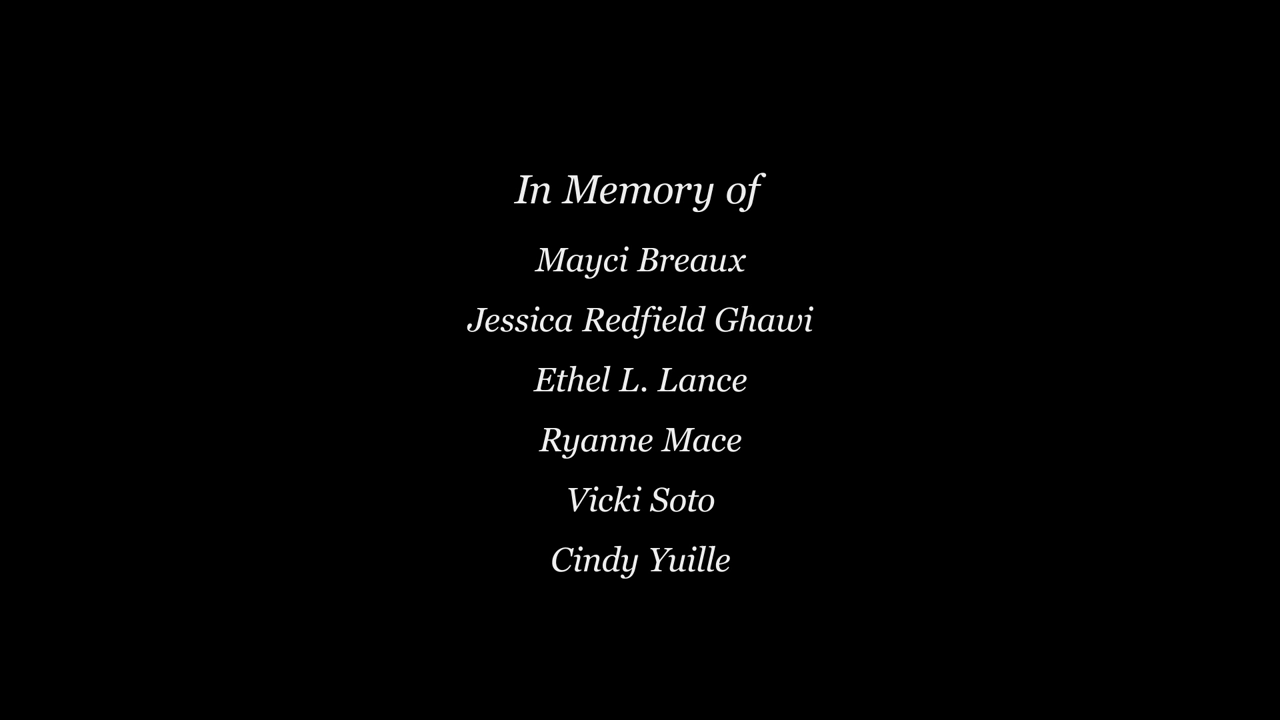 In Memory of
Mayci Breaux
Jessica Redfield Ghawi
Ethel L. Lance
Ryanne Mace
Vicki Soto
Cindy Yuille